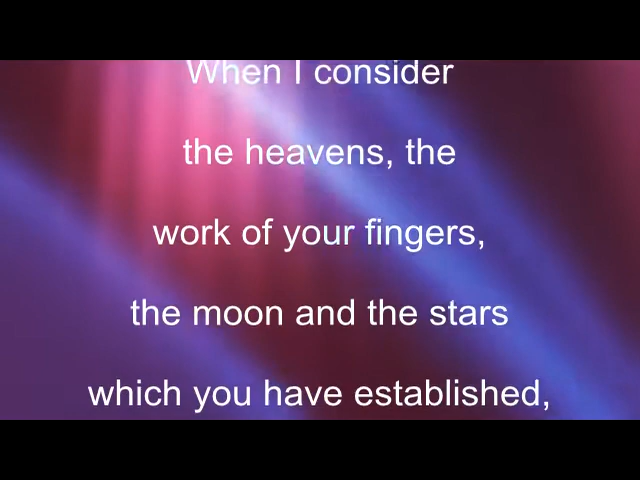 When I consider
the heavens, the
work of your fingers,
the moon and the stars
which you have established,